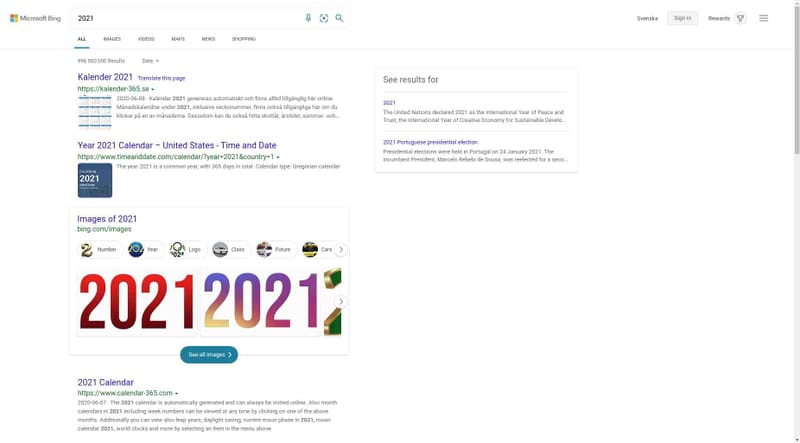 Microsoft Bing
2021
Svenska
Sign in
Rewards
ALL
IMAGES
VIDEOS
MAPS
NEWS
SHOPPING
496 000 000 Results
Date
Kalender 2021 Translate this page
https://kalender-365.se
2020-06-08 · Kalender 2021 genereras automatiskt och finns alltid tillgänglig här online.
Månadskalendrar under 2021, inklusive veckonummer, finns också tillgängliga här om du
klickar på en av månaderna. Dessutom kan du också hitta skottår, årstider, sommar- och...
Year 2021 Calendar – United States - Time and Date
https://www.timeanddate.com/calendar/?year=2021&country=1
CALENDAR
2021
The year 2021 is a common year, with 365 days in total. Calendar type: Gregorian calendar
Images of 2021
bing.com/images
Number
Year
Logo
Class
Future
Cars
2021
2021
2
See all images
2021 Calendar
https://www.calendar-365.com
2020-06-07 · The 2021 calendar is automatically generated and can always be visited online. Also month
calendars in 2021 including week numbers can be viewed at any time by clicking on one of the above
months. Additionally you can view also leap years, daylight saving, current moon phase in 2021, moon
calendar 2021, world clocks and more by selecting an item in the menu above.
See results for
2021
The United Nations declared 2021 as the International Year of Peace and
Trust, the International Year of Creative Economy for Sustainable Develo...
2021 Portuguese presidential election
Presidential elections were held in Portugal on 24 January 2021. The
incumbent President, Marcelo Rebelo de Sousa, was reelected for a seco...